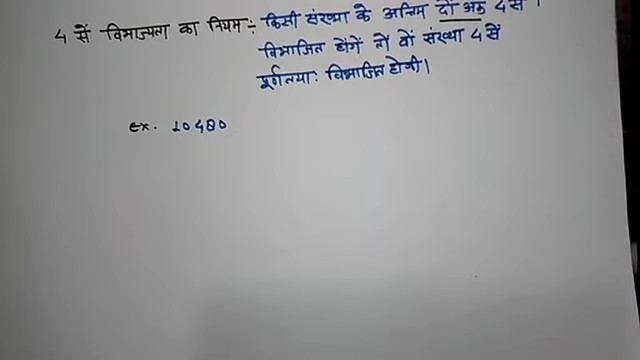 4 सें विभाज्यता का नियम :- किसी संख्या के अन्तिम दों अंक 4 सें
विभाजित होंगें तों वों संख्या 4 सें
पूर्णतयाः विभाजित होगी।
ex. 10480